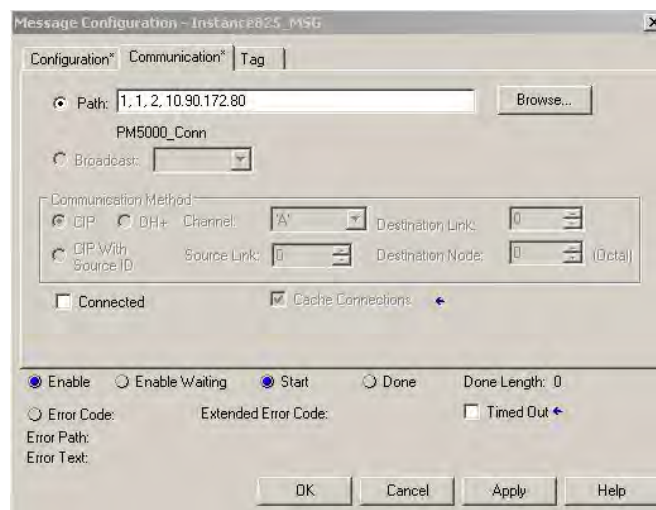 Message Configuration - Instance825_MSG
Configuration* Communication* Tag
Path: 1, 1, 2, 10.90.172.80 Browse...
PM5000_Conn
Broadcast:
Communication Method
CIP DH+ Channel: 'A' Destination Link: 0
CIP With Source ID Source Link: 0 Destination Node: 0 (Octal)
Connected Cache Connections
Enable Enable Waiting Start Done Done Length: 0
Error Code: Extended Error Code: Timed Out
Error Path:
Error Text:
OK Cancel Apply Help